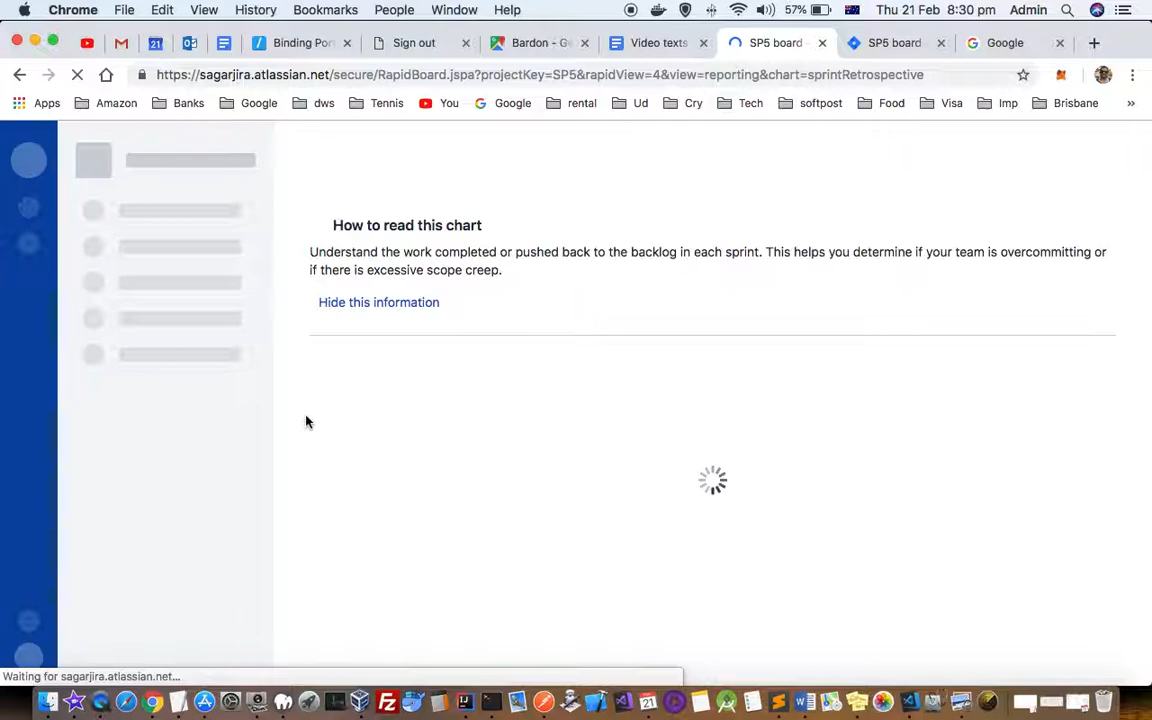 Chrome File Edit View History Bookmarks People Window Help 57% Thu 21 Feb 8:30 pm Admin
Binding Po Sign out Bardon - G Video texts SP5 board SP5 board Google
https://sagarjira.atlassian.net/secure/RapidBoard.jspa?projectKey=SP5&rapidView=4&view=reporting&chart=sprintRetrospective
Apps Amazon Banks Google dws Tennis You Google rental Ud Cry Tech softpost Food Visa Imp Brisbane »
How to read this chart
Understand the work completed or pushed back to the backlog in each sprint. This helps you determine if your team is overcommitting or
if there is excessive scope creep.
Hide this information
Waiting for sagarjira.atlassian.net...